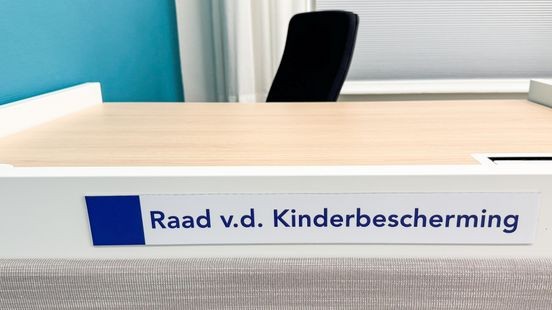 Raad v.d. Kinderbescherming